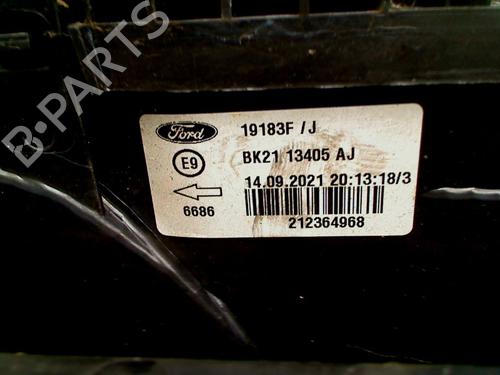 B-PARTS
Ford
19183F /J
E9
BK21 13405 AJ
14.09.2021 20:13:18/3
6686
212364968